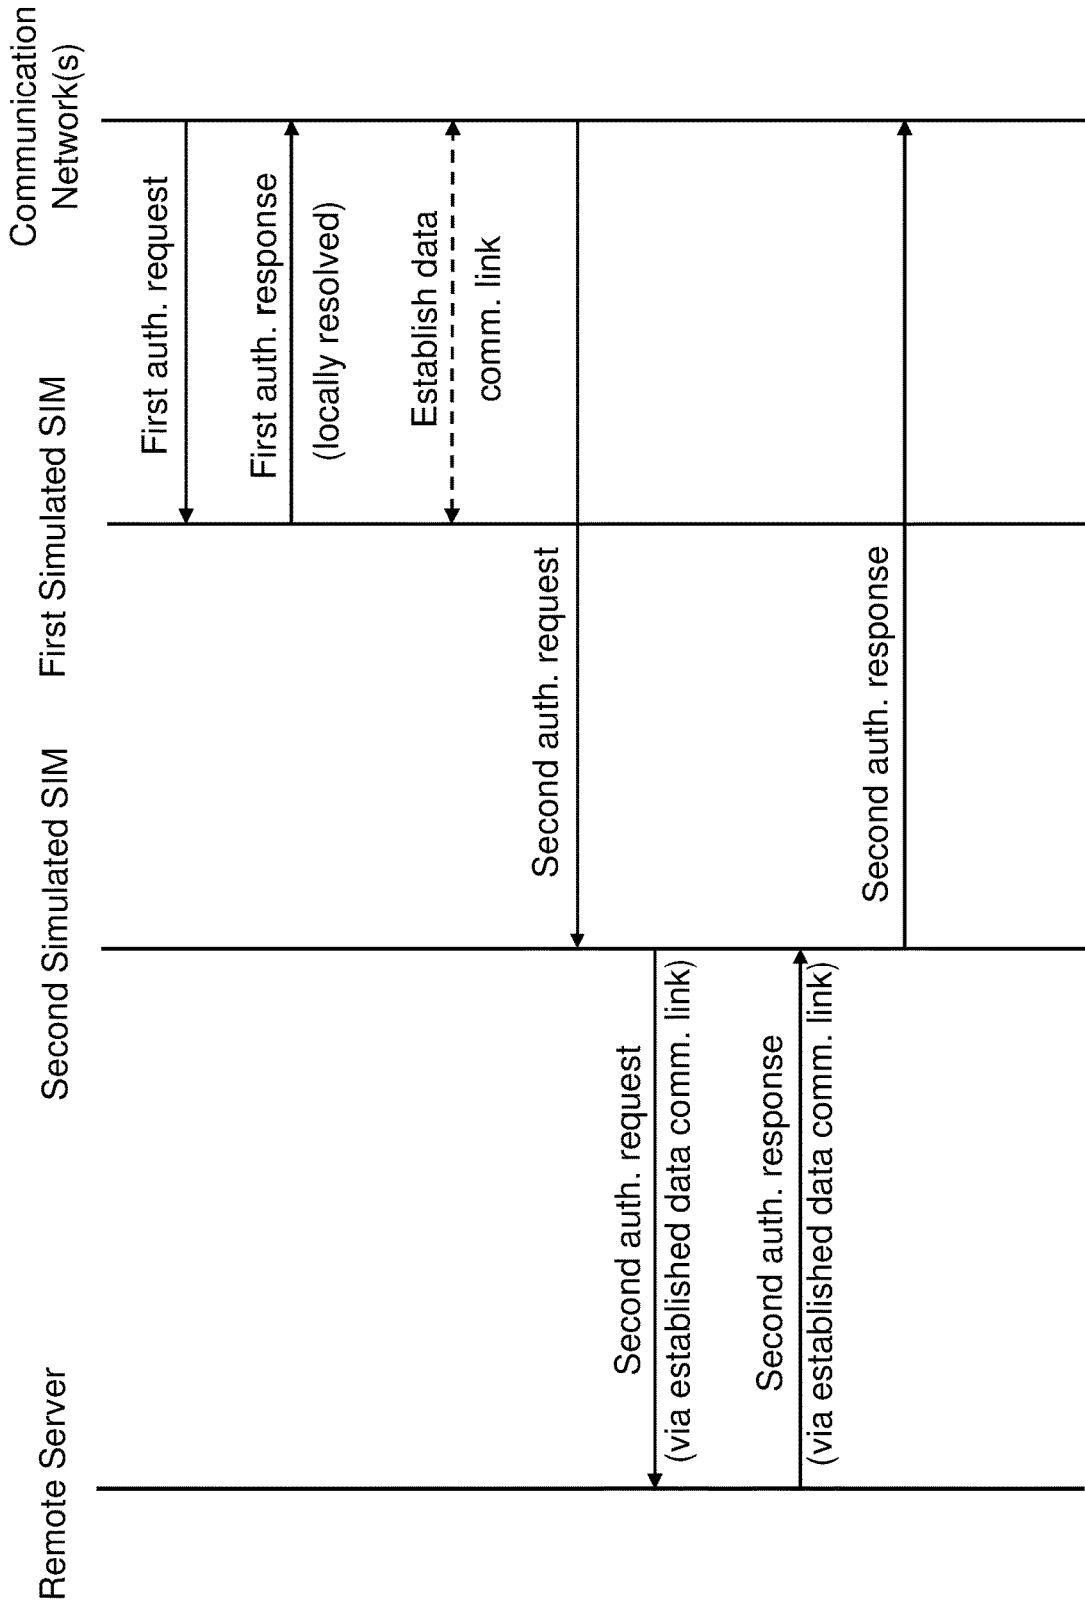 Remote Server
Second Simulated SIM
First Simulated SIM
Communication
Network(s)
First auth. request
First auth. response
(locally resolved)
Establish data
comm. link
Second auth. request
Second auth. request
(via established data comm. link)
Second auth. response
(via established data comm. link)
Second auth. response